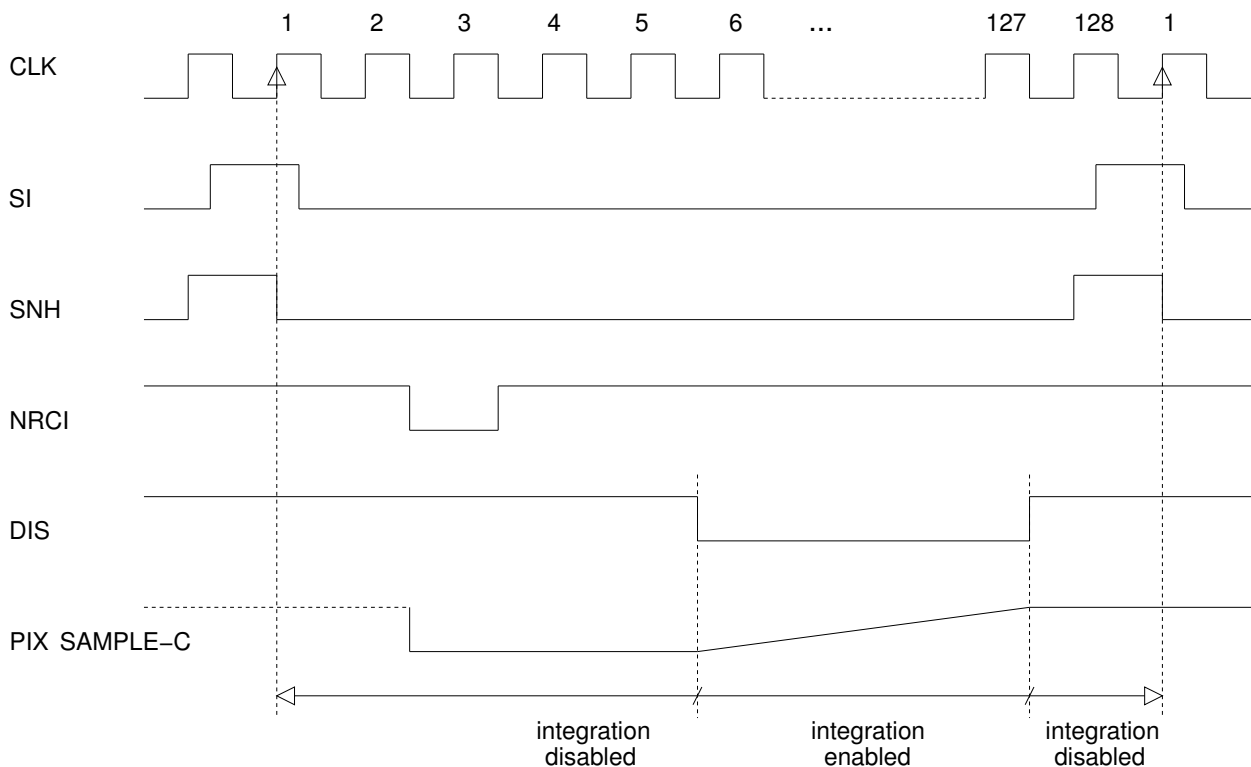 1 2 3 4 5 6 ... 127 128 1
CLK
SI
SNH
NRCI
DIS
PIX SAMPLE–C
integration disabled
integration enabled
integration disabled